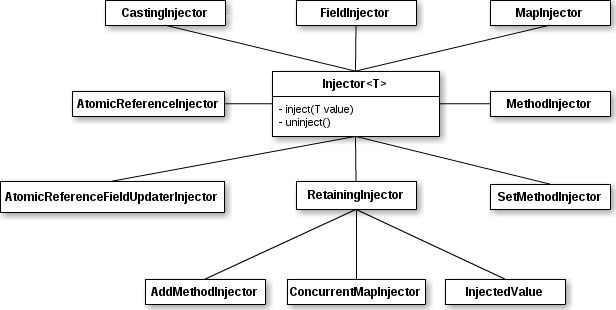 CastingInjector
FieldInjector
MapInjector
Injector<T>
AtomicReferenceInjector
- inject(T value)
- uninject()
MethodInjector
AtomicReferenceFieldUpdaterInjector
RetainingInjector
SetMethodInjector
AddMethodInjector
ConcurrentMapInjector
InjectedValue